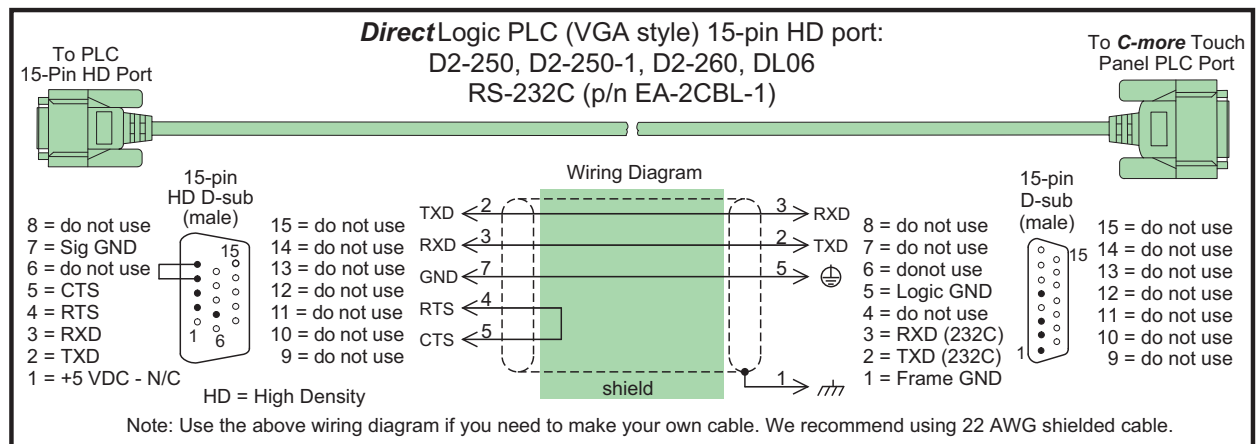 DirectLogic PLC (VGA style) 15-pin HD port:
D2-250, D2-250-1, D2-260, DL06
RS-232C (p/n EA-2CBL-1)
To PLC
15-Pin HD Port
To C-more Touch
Panel PLC Port
15-pin
HD D-sub
(male)
8 = do not use
7 = Sig GND
6 = do not use
5 = CTS
4 = RTS
3 = RXD
2 = TXD
1 = +5 VDC - N/C
15
1
6
HD = High Density
15 = do not use
14 = do not use
13 = do not use
12 = do not use
11 = do not use
10 = do not use
9 = do not use
Wiring Diagram
TXD 2 3 RXD
RXD 3 2 TXD
GND 7 5
RTS 4
CTS 5
shield
1
8 = do not use
7 = do not use
6 = donot use
5 = Logic GND
4 = do not use
3 = RXD (232C)
2 = TXD (232C)
1 = Frame GND
15-pin
D-sub
(male)
15
1
15 = do not use
14 = do not use
13 = do not use
12 = do not use
11 = do not use
10 = do not use
9 = do not use
Note: Use the above wiring diagram if you need to make your own cable. We recommend using 22 AWG shielded cable.